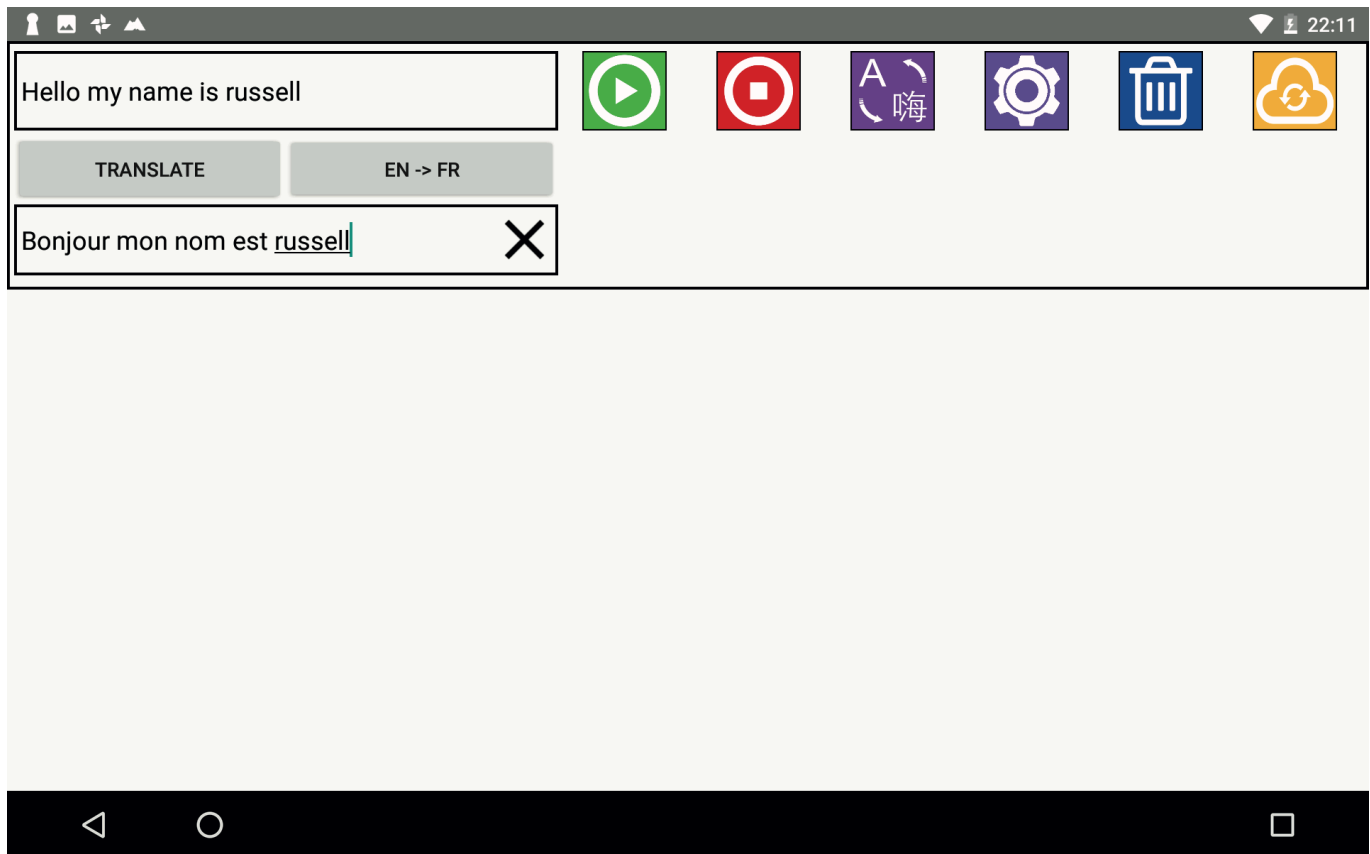 22:11
Hello my name is russell
A
嗨
TRANSLATE
EN -> FR
Bonjour mon nom est russell